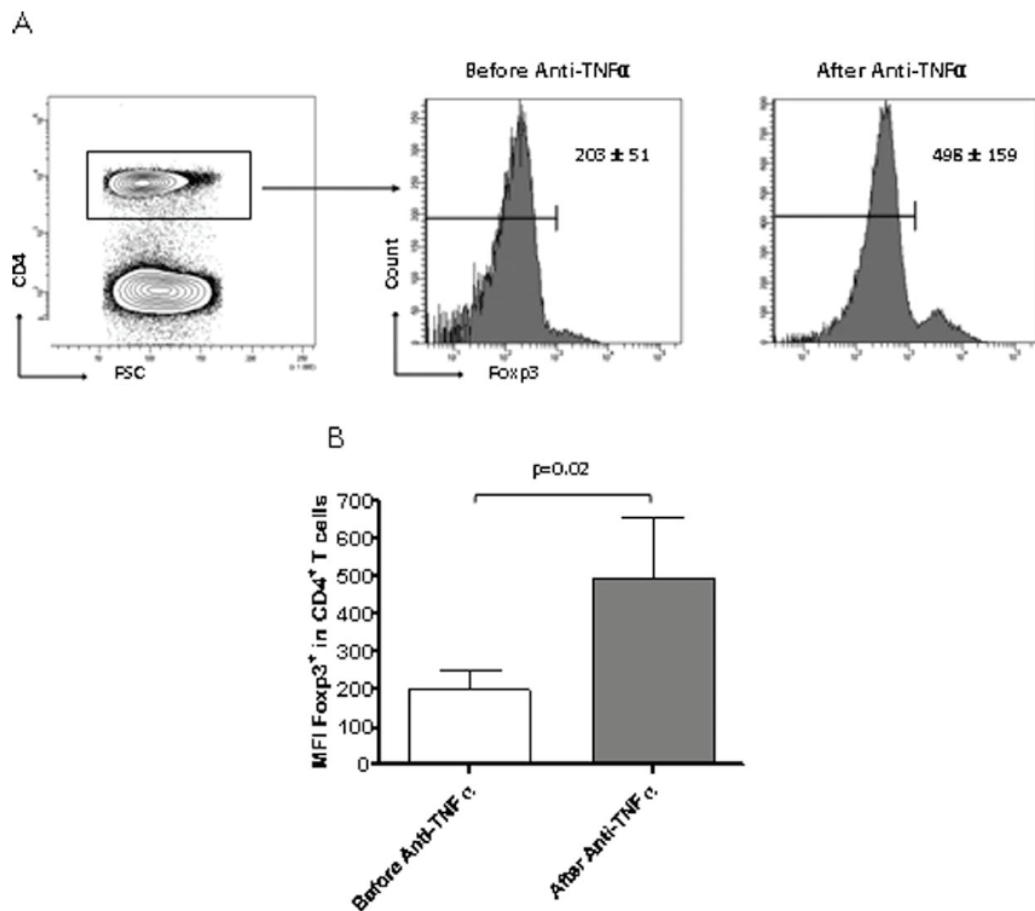 A
Before Anti-TNFα
After Anti-TNFα
203 ± 51
498 ± 159
CD4
FSC
Count
Foxp3
B
p=0.02
MFI Foxp3⁺ in CD4⁺ T cells
700
600
500
400
300
200
100
0
Before Anti-TNFα
After Anti-TNFα